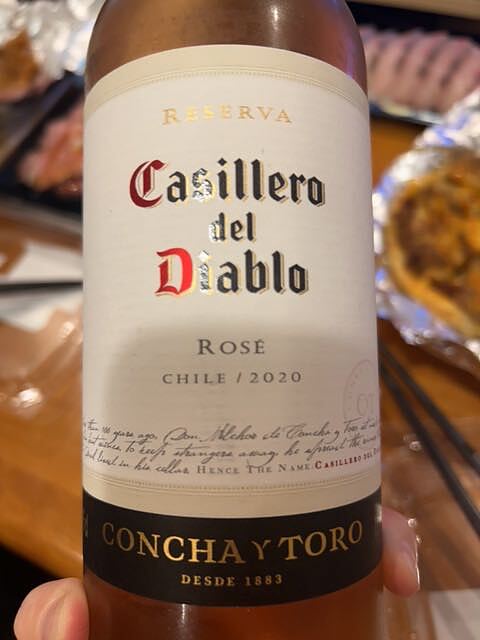 RESERVA
Casillero
del
Diablo
ROSÉ
CHILE / 2020
than 100 years ago, Don Melchor de Concha y Toro
to keep strangers away, he spread the
lived in his cellar. HENCE THE NAME: CASILLERO DEL
CONCHA Y TORO
DESDE 1883